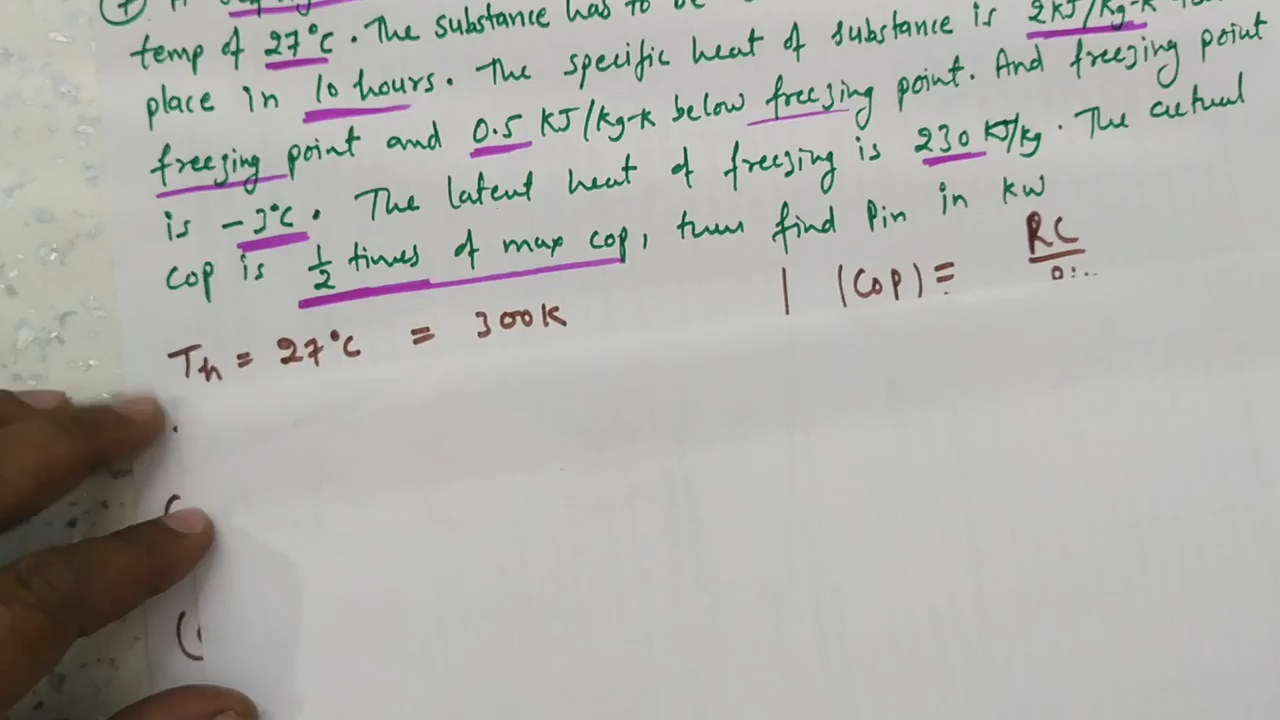 temp of 27°C. The substance has to be
place in 10 hours. The specific heat of substance is 2KJ/Kg-K
freezing point and 0.5 KJ/Kg-K below freezing point. And freezing point
is -3°C. The latent heat of freezing is 230 KJ/Kg. The actual
COP is 1/2 times of max COP, then find Pin in KW
Th = 27°C = 300K | (COP) = RC